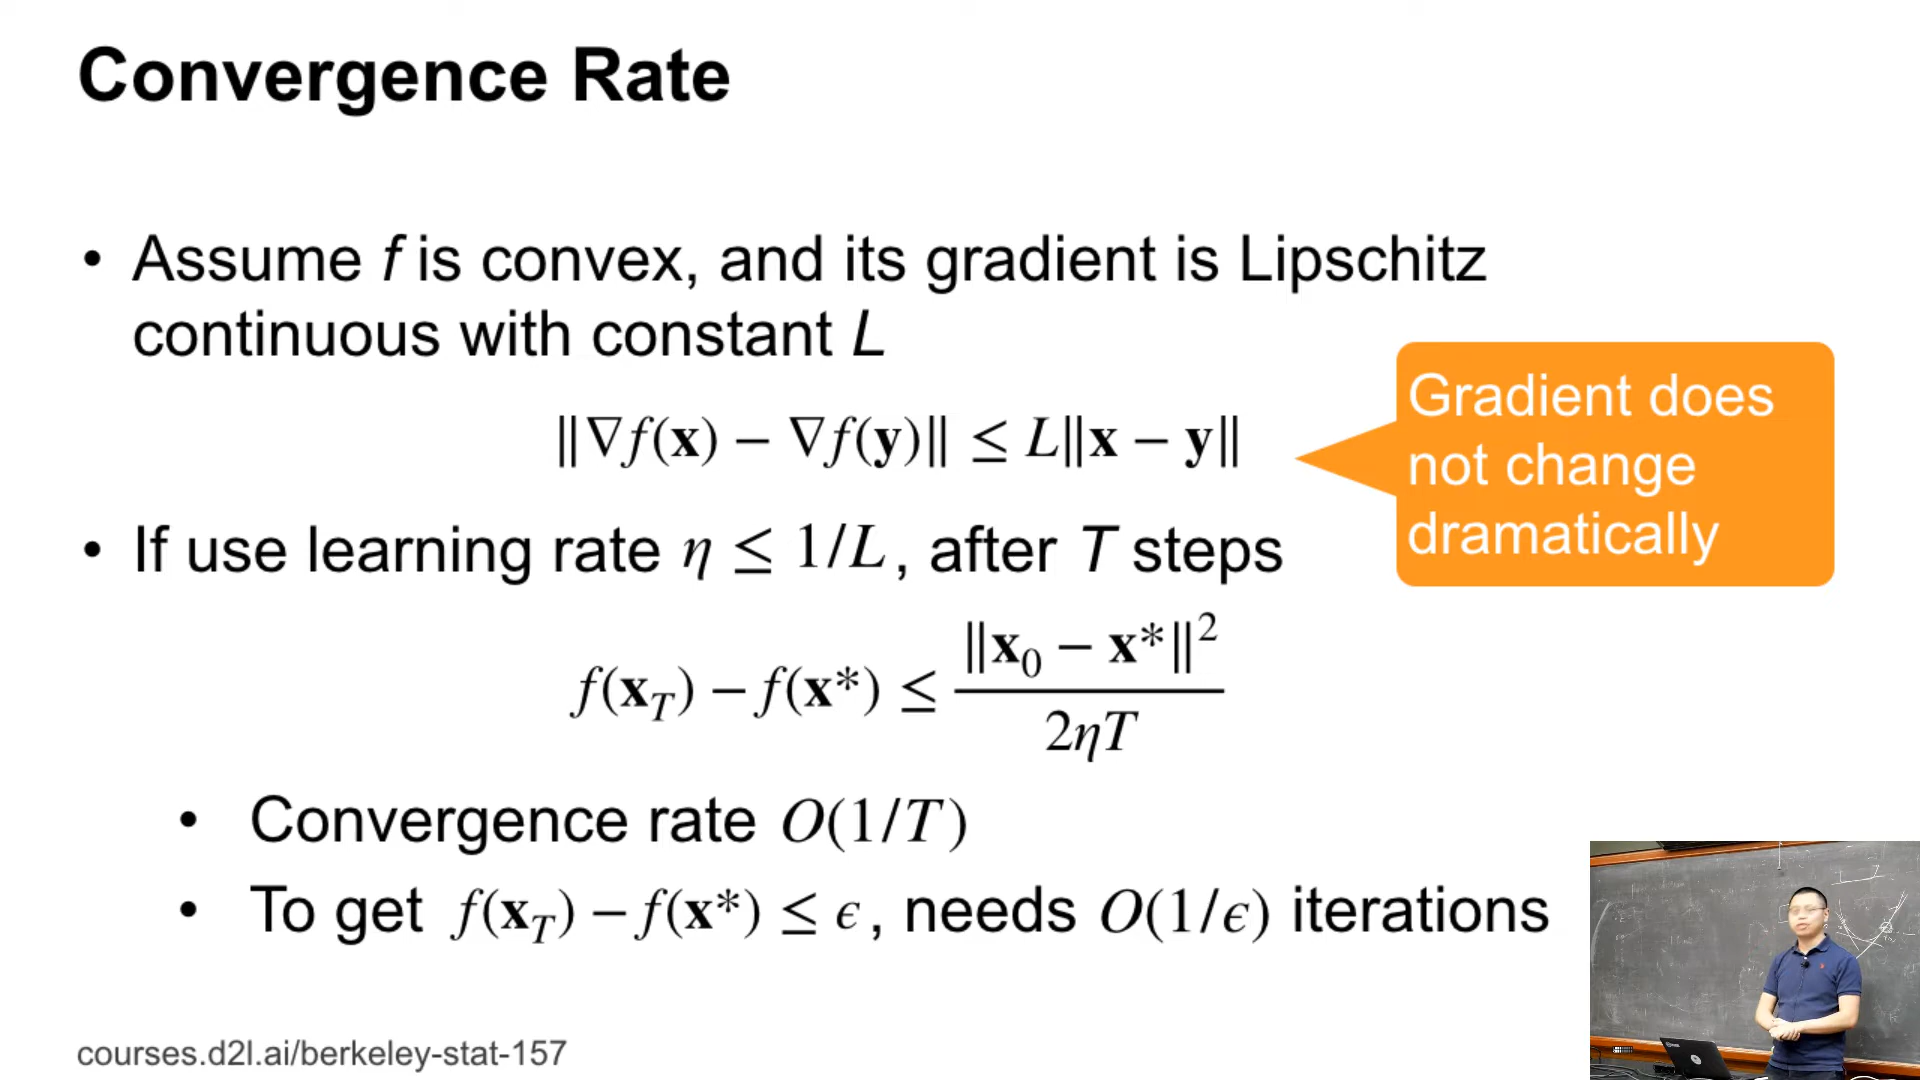 Convergence Rate
• Assume f is convex, and its gradient is Lipschitz
continuous with constant L
‖∇f(𝐱) − ∇f(𝐲)‖ ≤ L‖𝐱 − 𝐲‖
Gradient does
not change
dramatically
• If use learning rate η ≤ 1/L, after T steps
f(𝐱_T) − f(𝐱*) ≤ ‖𝐱₀ − 𝐱*‖² / 2ηT
• Convergence rate O(1/T)
• To get f(𝐱_T) − f(𝐱*) ≤ ϵ, needs O(1/ϵ) iterations
courses.d2l.ai/berkeley-stat-157